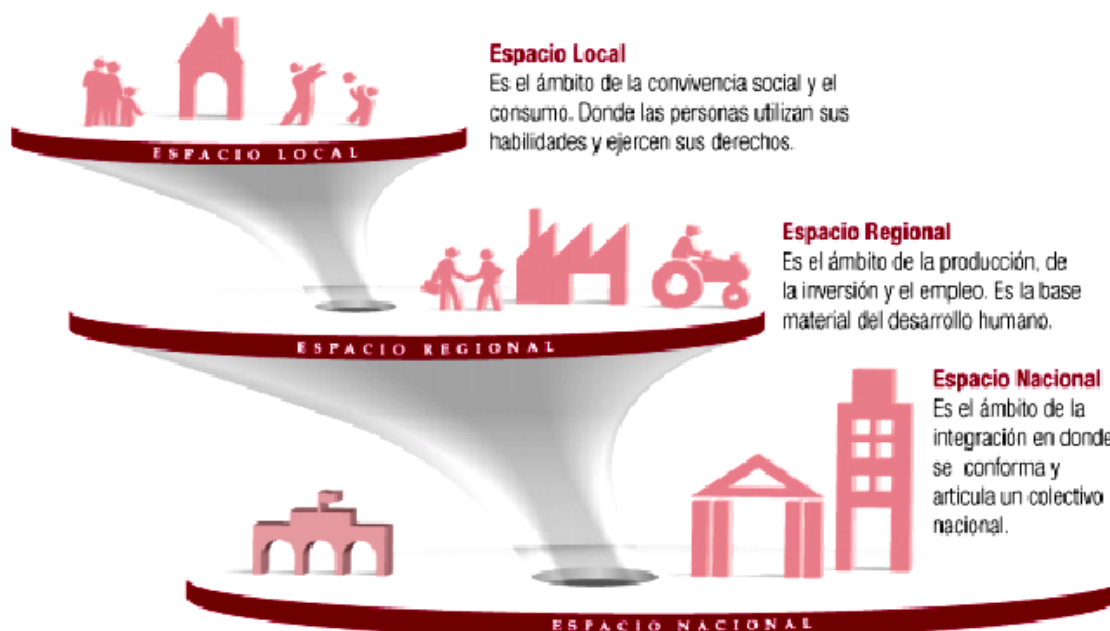 Espacio Local
Es el ámbito de la convivencia social y el
consumo. Donde las personas utilizan sus
habilidades y ejercen sus derechos.
ESPACIO LOCAL
Espacio Regional
Es el ámbito de la producción, de
la inversión y el empleo. Es la base
material del desarrollo humano.
ESPACIO REGIONAL
Espacio Nacional
Es el ámbito de la
integración en donde
se conforma y
articula un colectivo
nacional.
ESPACIO NACIONAL